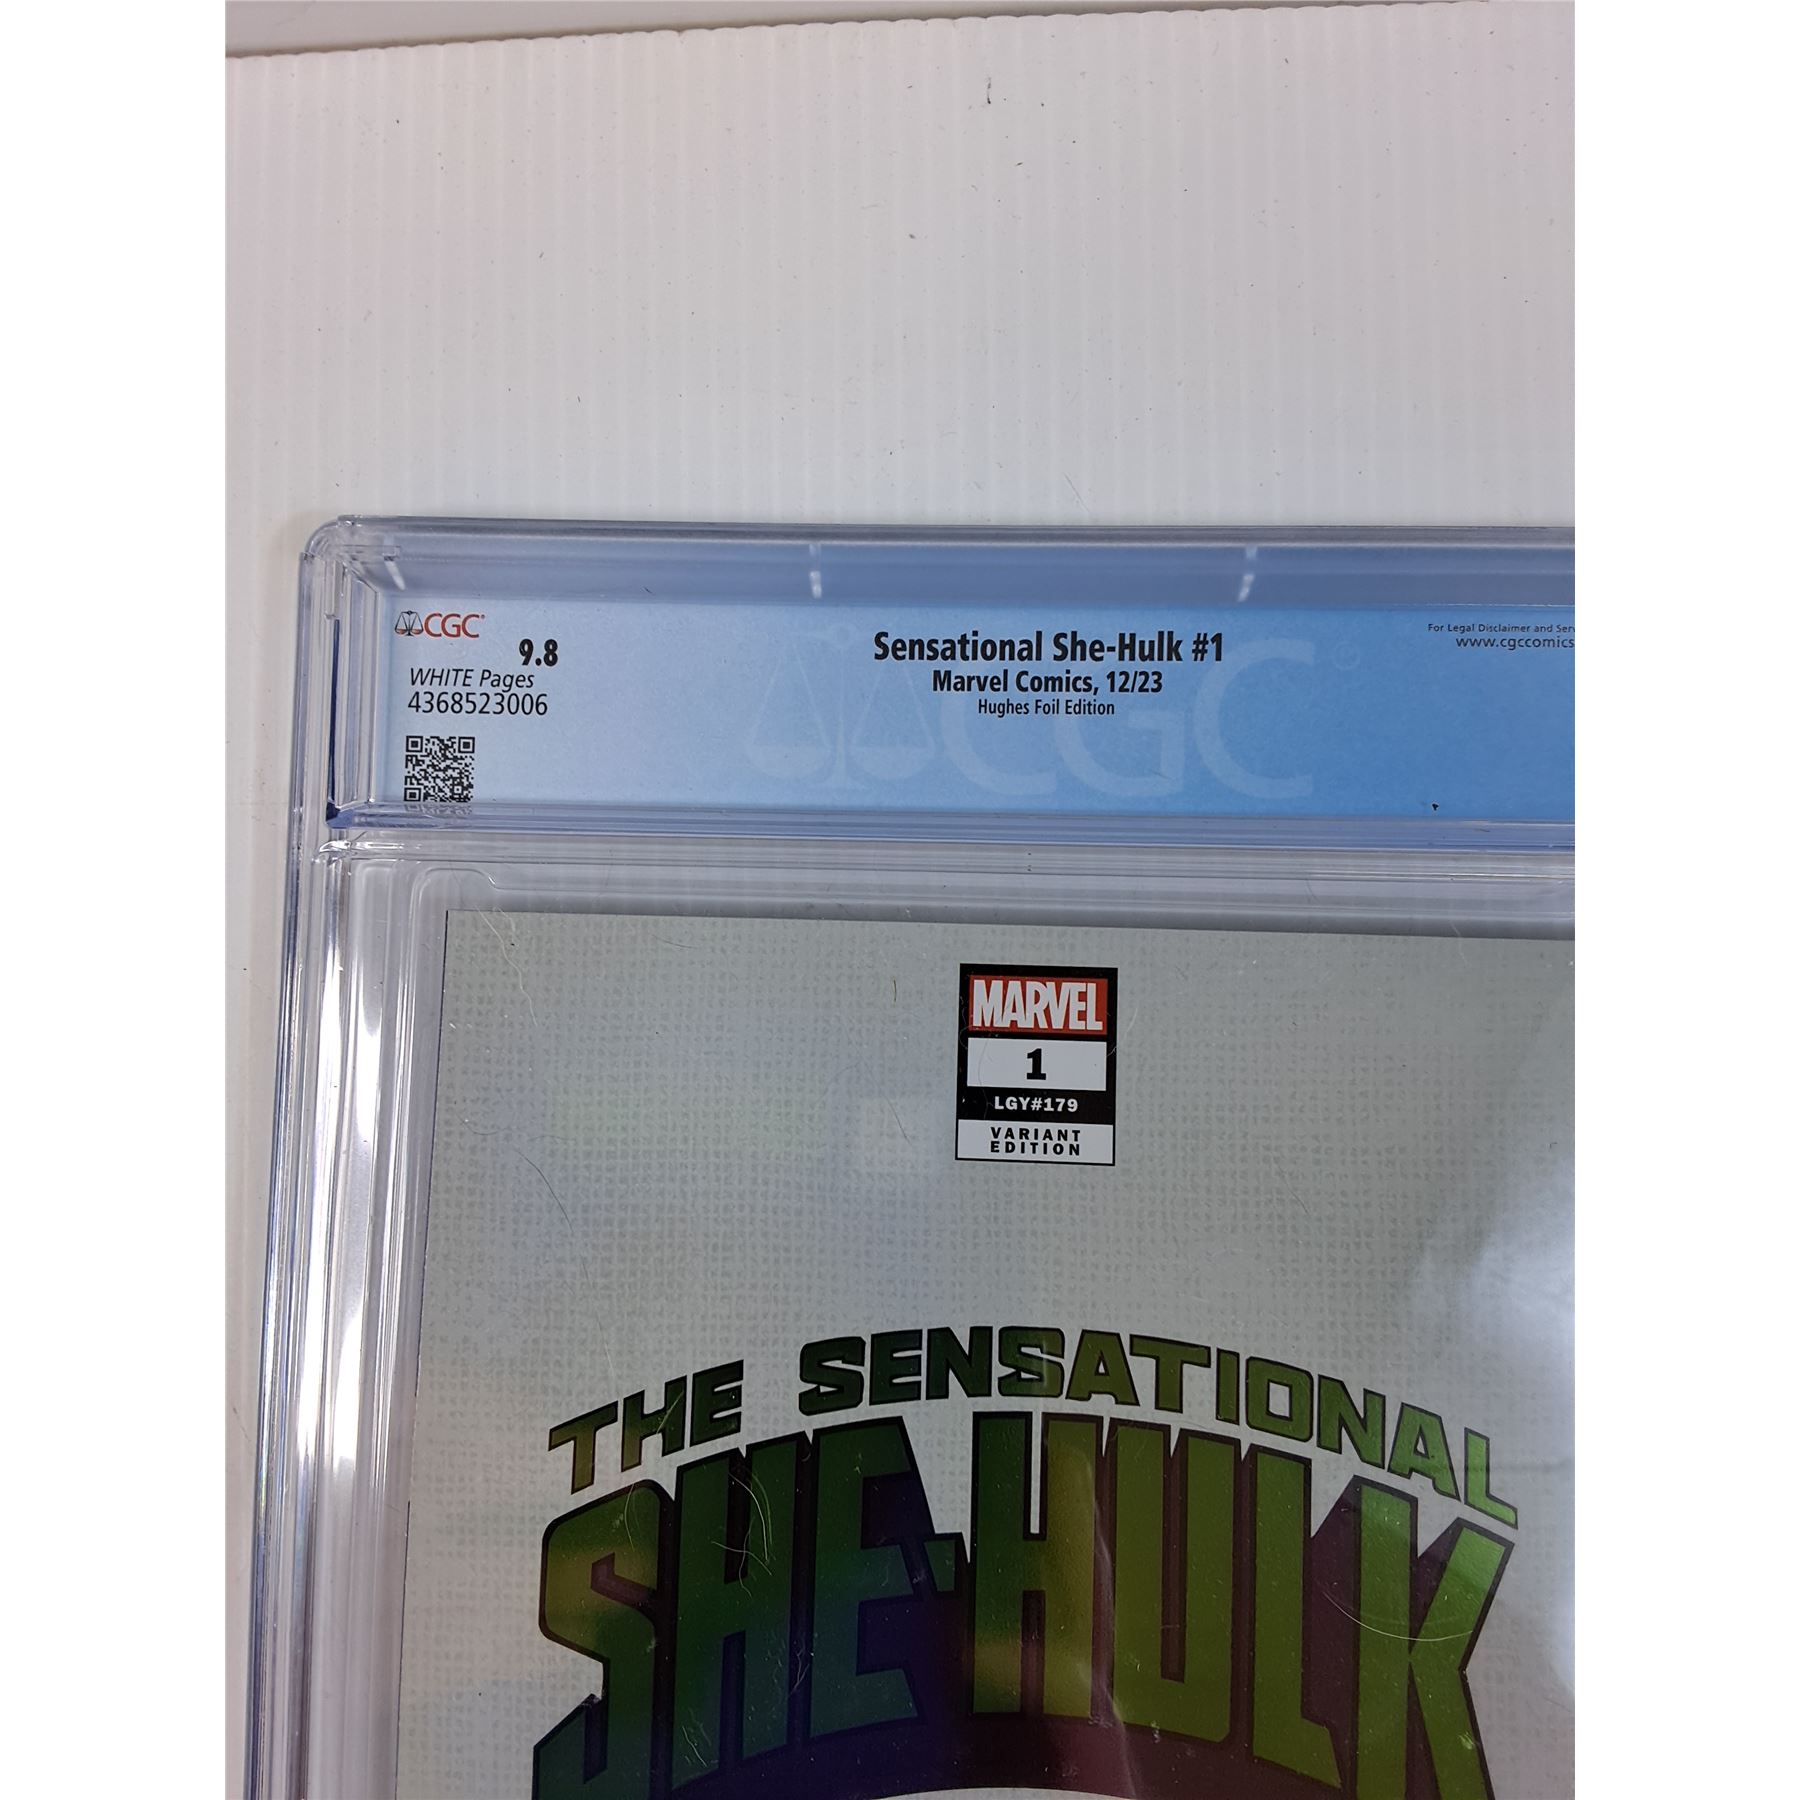 CGC
9.8
WHITE Pages
4368523006
Sensational She-Hulk #1
Marvel Comics, 12/23
Hughes Foil Edition
For Legal Disclaimer and
www.cgccomics
CGC
MARVEL
1
LGY#179
VARIANT
EDITION
THE SENSATIONAL
SHE-HULK